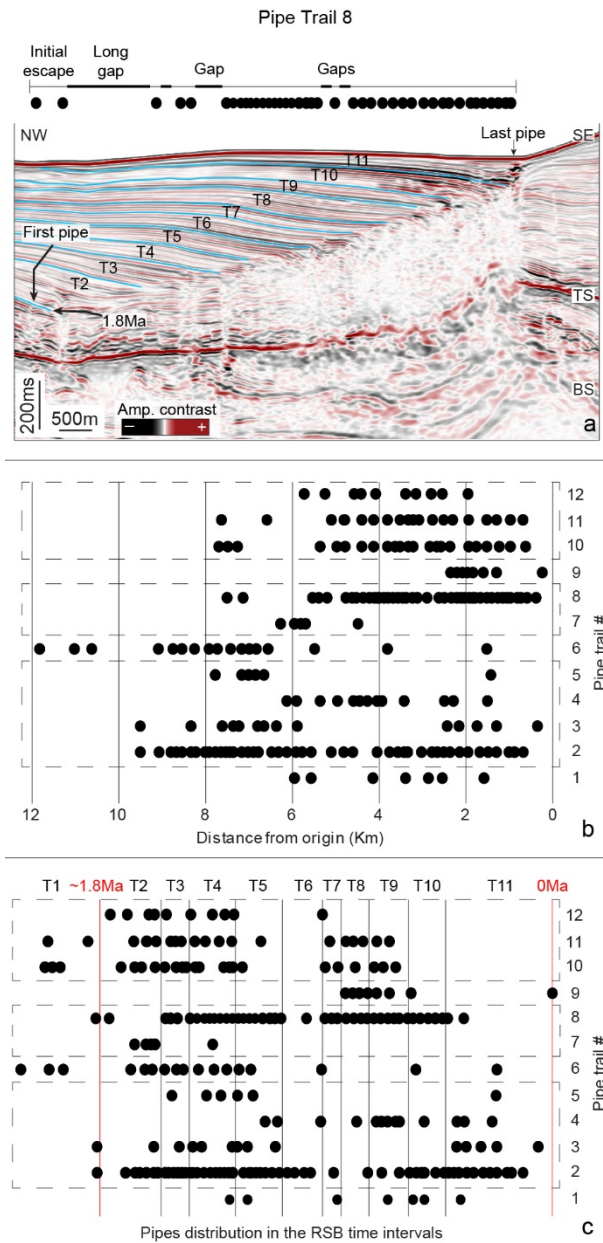 Pipe Trail 8
Initial escape
Long gap
Gap
Gaps
NW
Last pipe
SE
T11
T10
T9
T8
T7
T6
T5
T4
T3
T2
First pipe
1.8Ma
TS
BS
200ms
500m
Amp. contrast
− +
a
12
11
10
9
8
7
6
5
4
3
2
1
Pipe trail #
12 10 8 6 4 2 0
Distance from origin (Km)
b
T1 ~1.8Ma T2 T3 T4 T5 T6 T7 T8 T9 T10 T11 0Ma
12
11
10
9
8
7
6
5
4
3
2
1
Pipe trail #
Pipes distribution in the RSB time intervals
c